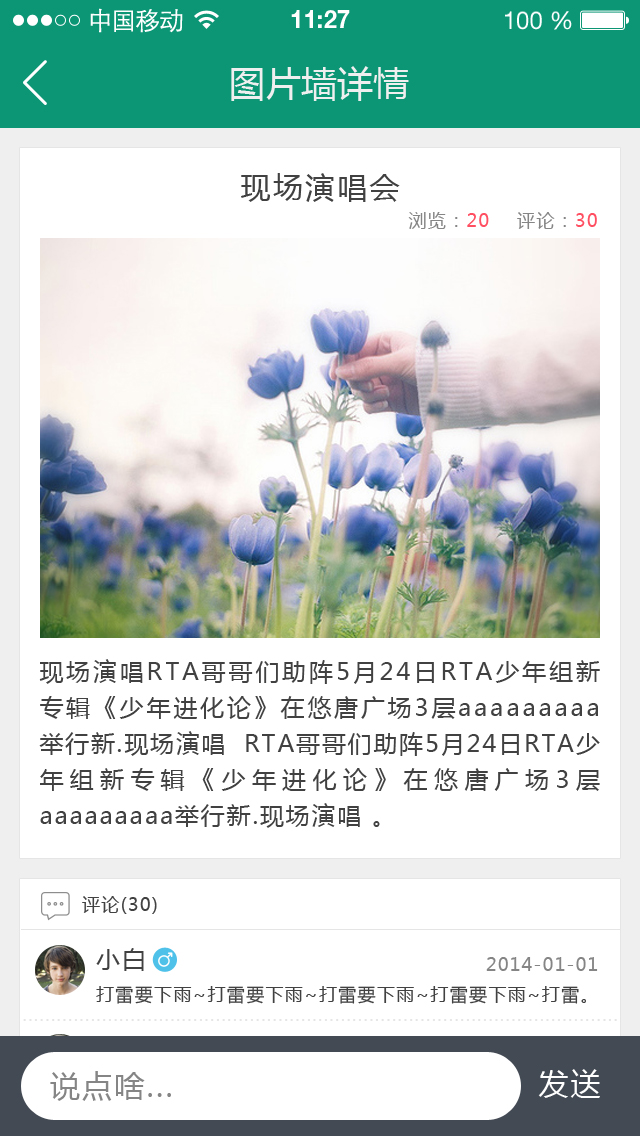 中国移动 11:27 100 %
图片墙详情
现场演唱会
浏览：20 评论：30
现场演唱RTA哥哥们助阵5月24日RTA少年组新
专辑《少年进化论》在悠唐广场3层aaaaaaaaa
举行新.现场演唱 RTA哥哥们助阵5月24日RTA少
年组新专辑《少年进化论》在悠唐广场3层
aaaaaaaaa举行新.现场演唱 。
评论(30)
小白 2014-01-01
打雷要下雨~打雷要下雨~打雷要下雨~打雷要下雨~打雷。
说点啥... 发送